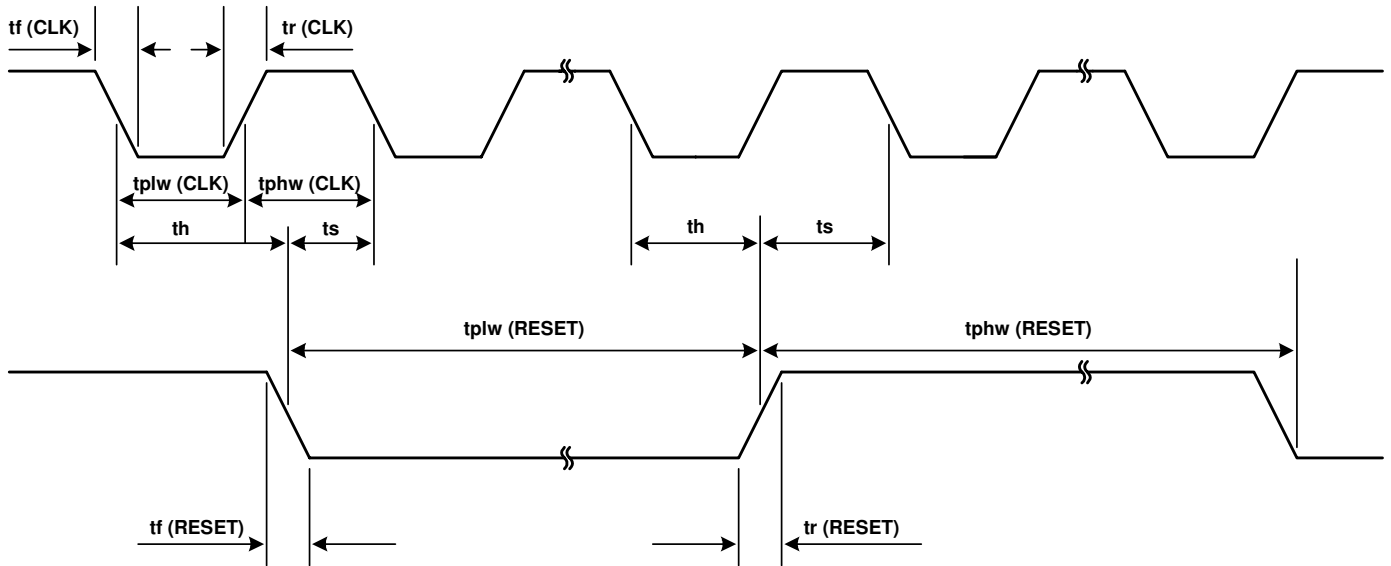 tf (CLK)
tr (CLK)
tplw (CLK)
tphw (CLK)
th
ts
th
ts
tplw (RESET)
tphw (RESET)
tf (RESET)
tr (RESET)